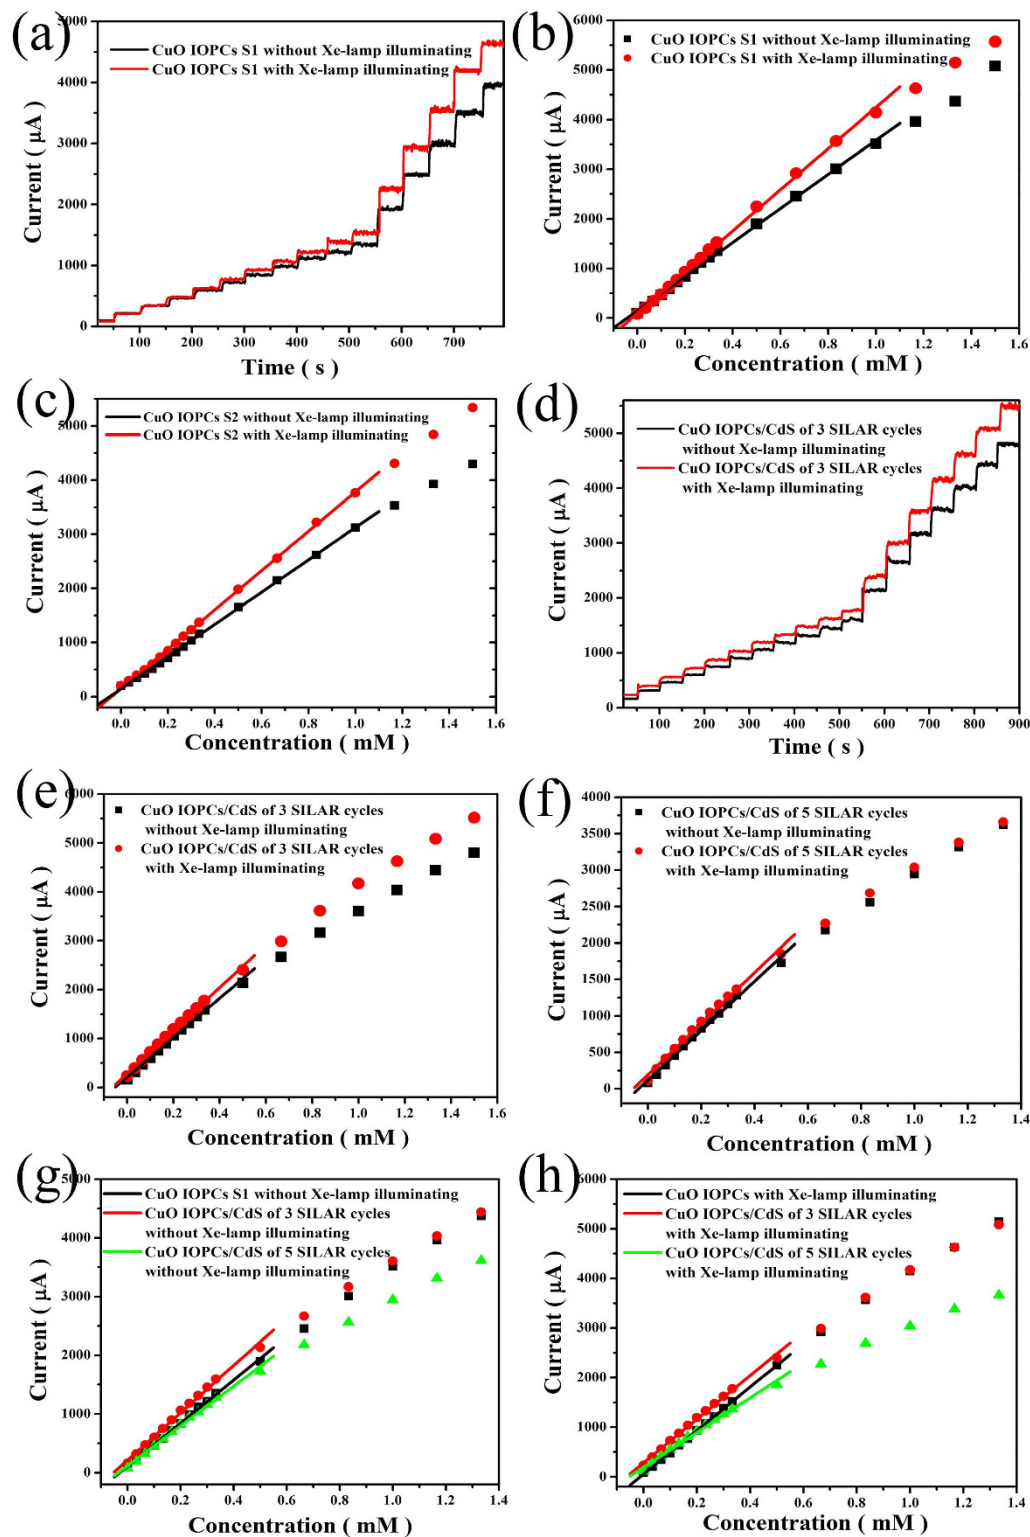 (a)
CuO IOPCs S1 without Xe-lamp illuminating
CuO IOPCs S1 with Xe-lamp illuminating
Current ( μA )
5000
4000
3000
2000
1000
0
100 200 300 400 500 600 700
Time ( s )
(b)
CuO IOPCs S1 without Xe-lamp illuminating
CuO IOPCs S1 with Xe-lamp illuminating
Current ( μA )
6000
5000
4000
3000
2000
1000
0
0.0 0.2 0.4 0.6 0.8 1.0 1.2 1.4 1.6
Concentration ( mM )
(c)
CuO IOPCs S2 without Xe-lamp illuminating
CuO IOPCs S2 with Xe-lamp illuminating
Current ( μA )
5000
4000
3000
2000
1000
0
0.0 0.2 0.4 0.6 0.8 1.0 1.2 1.4 1.6
Concentration ( mM )
(d)
CuO IOPCs/CdS of 3 SILAR cycles
without Xe-lamp illuminating
CuO IOPCs/CdS of 3 SILAR cycles
with Xe-lamp illuminating
Current ( μA )
5000
4000
3000
2000
1000
0
100 200 300 400 500 600 700 800 900
Time ( s )
(e)
CuO IOPCs/CdS of 3 SILAR cycles
without Xe-lamp illuminating
CuO IOPCs/CdS of 3 SILAR cycles
with Xe-lamp illuminating
Current ( μA )
6000
5000
4000
3000
2000
1000
0
0.0 0.2 0.4 0.6 0.8 1.0 1.2 1.4 1.6
Concentration ( mM )
(f)
CuO IOPCs/CdS of 5 SILAR cycles
without Xe-lamp illuminating
CuO IOPCs/CdS of 5 SILAR cycles
with Xe-lamp illuminating
Current ( μA )
4000
3500
3000
2500
2000
1500
1000
500
0
0.0 0.2 0.4 0.6 0.8 1.0 1.2 1.4
Concentration ( mM )
(g)
CuO IOPCs S1 without Xe-lamp illuminating
CuO IOPCs/CdS of 3 SILAR cycles
without Xe-lamp illuminating
CuO IOPCs/CdS of 5 SILAR cycles
without Xe-lamp illuminating
Current ( μA )
5000
4000
3000
2000
1000
0
0.0 0.2 0.4 0.6 0.8 1.0 1.2 1.4
Concentration ( mM )
(h)
CuO IOPCs with Xe-lamp illuminating
CuO IOPCs/CdS of 3 SILAR cycles
with Xe-lamp illuminating
CuO IOPCs/CdS of 5 SILAR cycles
with Xe-lamp illuminating
Current ( μA )
6000
5000
4000
3000
2000
1000
0
0.0 0.2 0.4 0.6 0.8 1.0 1.2 1.4
Concentration ( mM )